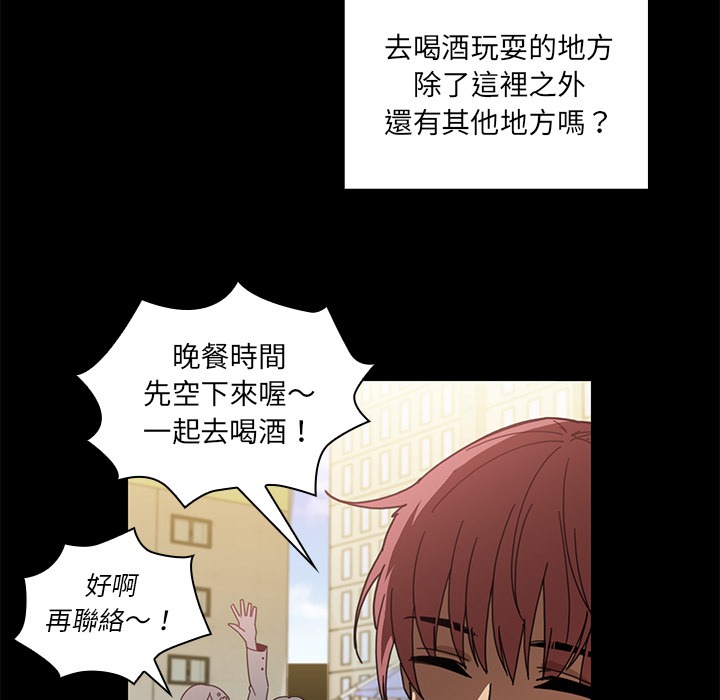 去喝酒玩耍的地方
除了這裡之外
還有其他地方嗎？
晚餐時間
先空下來喔～
一起去喝酒！
好啊
再聯絡～！